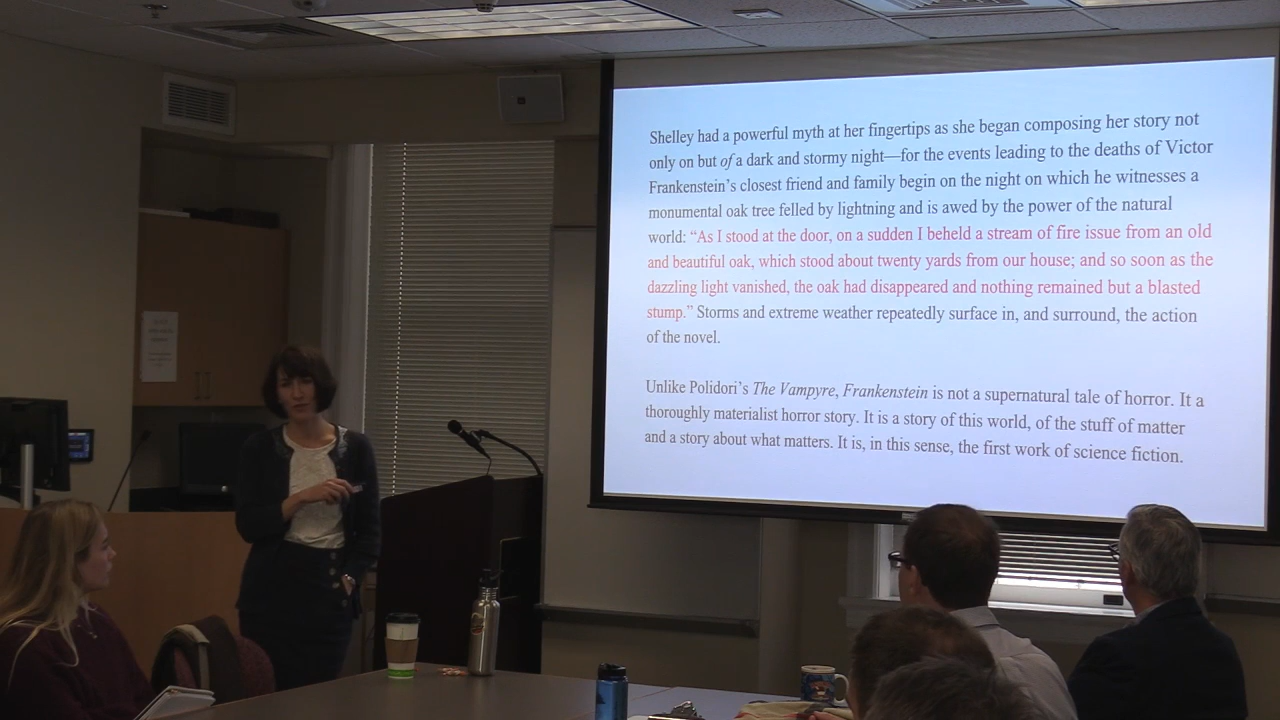 Shelley had a powerful myth at her fingertips as she began composing her story not
only on but of a dark and stormy night—for the events leading to the deaths of Victor
Frankenstein's closest friend and family begin on the night on which he witnesses a
monumental oak tree felled by lightning and is awed by the power of the natural
world: “As I stood at the door, on a sudden I beheld a stream of fire issue from an old
and beautiful oak, which stood about twenty yards from our house; and so soon as the
dazzling light vanished, the oak had disappeared and nothing remained but a blasted
stump.” Storms and extreme weather repeatedly surface in, and surround, the action
of the novel.
Unlike Polidori's The Vampyre, Frankenstein is not a supernatural tale of horror. It a
thoroughly materialist horror story. It is a story of this world, of the stuff of matter
and a story about what matters. It is, in this sense, the first work of science fiction.